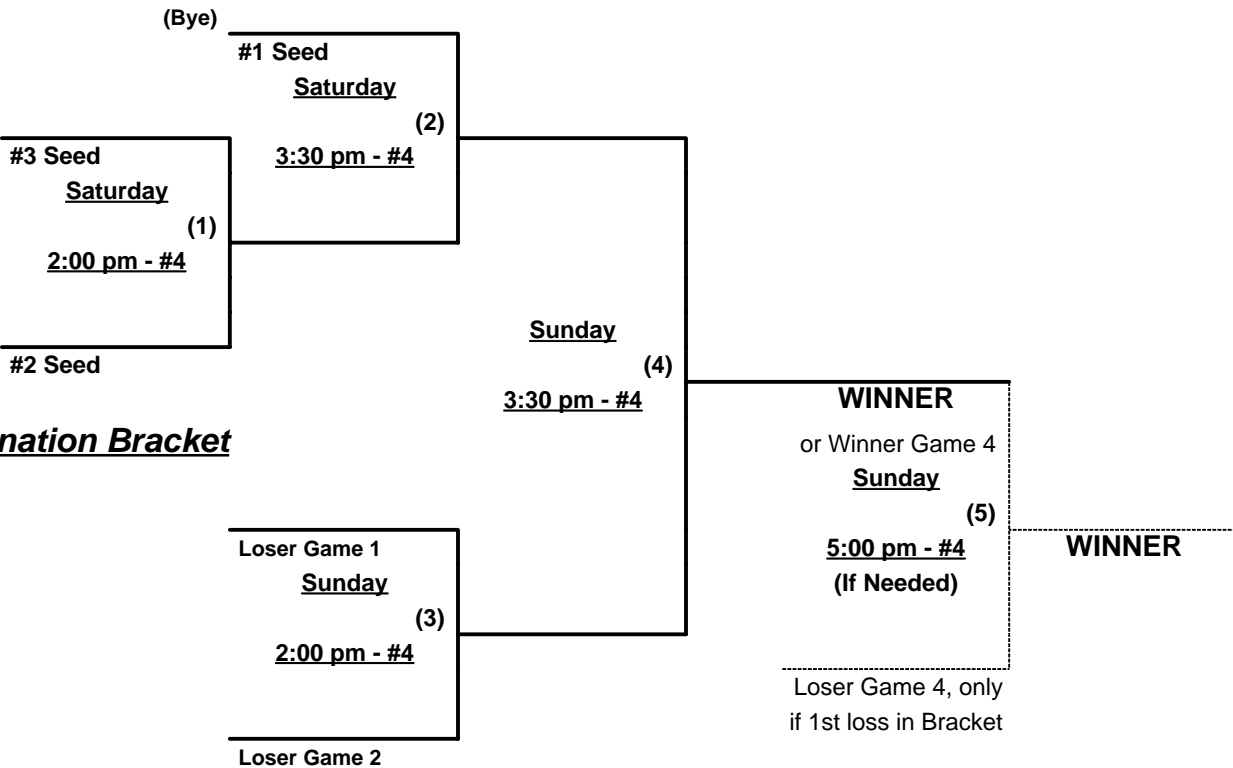 (Bye)
#1 Seed
Saturday
(2)
3:30 pm - #4
#3 Seed
Saturday
(1)
2:00 pm - #4
#2 Seed
Sunday
(4)
3:30 pm - #4
WINNER
or Winner Game 4
Sunday
(5)
5:00 pm - #4
(If Needed)
WINNER
Loser Game 4, only
if 1st loss in Bracket
nation Bracket
Loser Game 1
Sunday
(3)
2:00 pm - #4
Loser Game 2